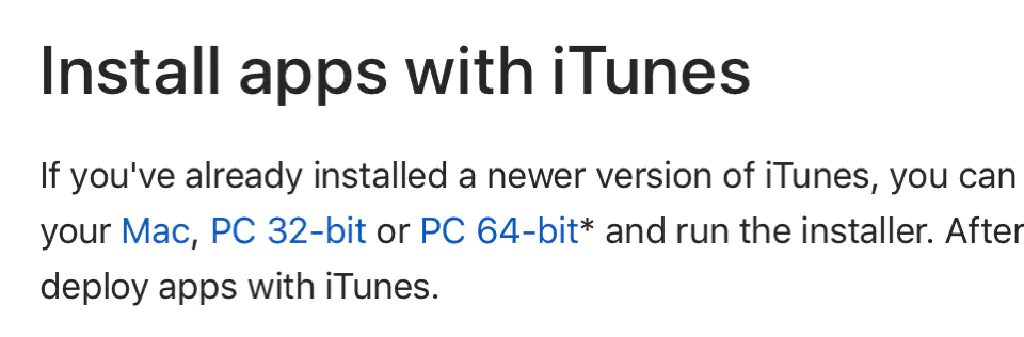 Install apps with iTunes
If you've already installed a newer version of iTunes, you can
your Mac, PC 32-bit or PC 64-bit* and run the installer. After
deploy apps with iTunes.